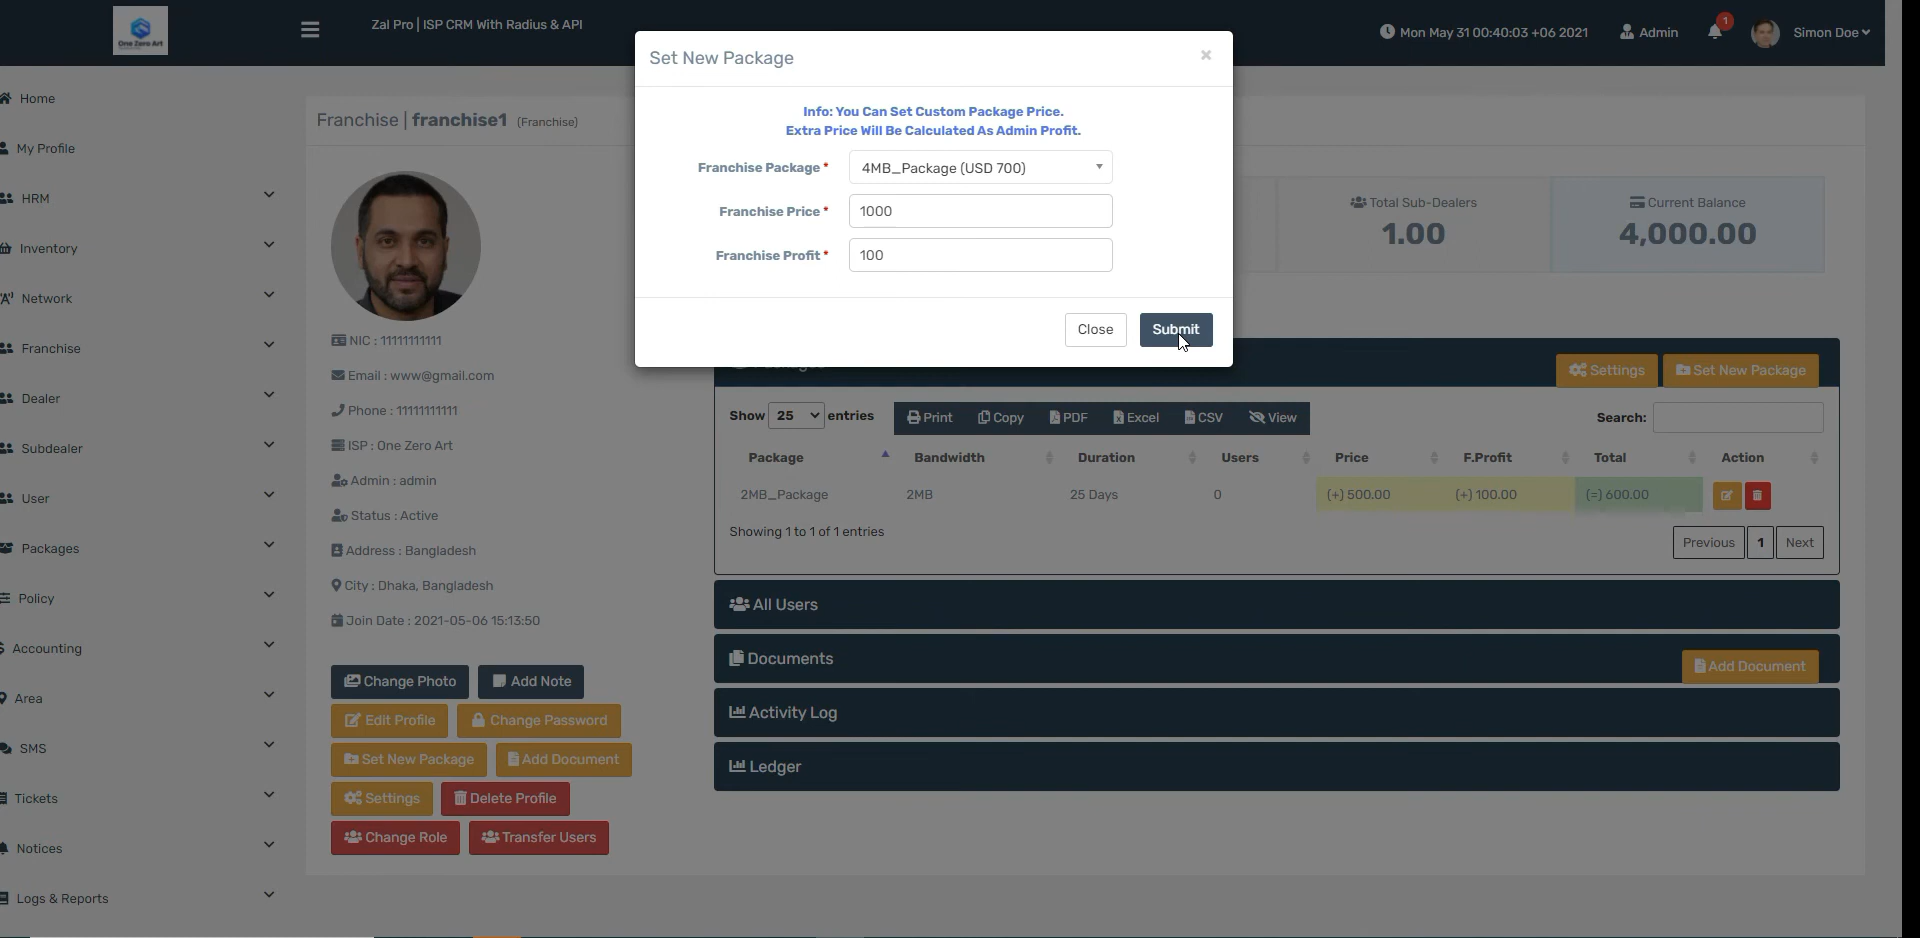 One Zero Art
Zal Pro | ISP CRM With Radius & API
Mon May 31 00:40:03 +06 2021
Admin
1
Simon Doe
Set New Package
×
Info: You Can Set Custom Package Price.
Extra Price Will Be Calculated As Admin Profit.
Franchise Package *
4MB_Package (USD 700)
Franchise Price *
1000
Franchise Profit *
100
Close
Submit
Home
My Profile
HRM
Inventory
Network
Franchise
Dealer
Subdealer
User
Packages
Policy
Accounting
Area
SMS
Tickets
Notices
Logs & Reports
Franchise | franchise1 (Franchise)
NIC : 11111111111
Email : www@gmail.com
Phone : 11111111111
ISP : One Zero Art
Admin : admin
Status : Active
Address : Bangladesh
City : Dhaka, Bangladesh
Join Date : 2021-05-06 15:13:50
Change Photo
Add Note
Edit Profile
Change Password
Set New Package
Add Document
Settings
Delete Profile
Change Role
Transfer Users
Total Sub-Dealers
1.00
Current Balance
4,000.00
Settings
Set New Package
Show 25 entries
Print Copy PDF Excel CSV View
Search:
Package Bandwidth Duration Users Price F.Profit Total Action
2MB_Package 2MB 25 Days 0 (+) 500.00 (+) 100.00 (=) 600.00
Showing 1 to 1 of 1 entries
Previous 1 Next
All Users
Documents
Add Document
Activity Log
Ledger